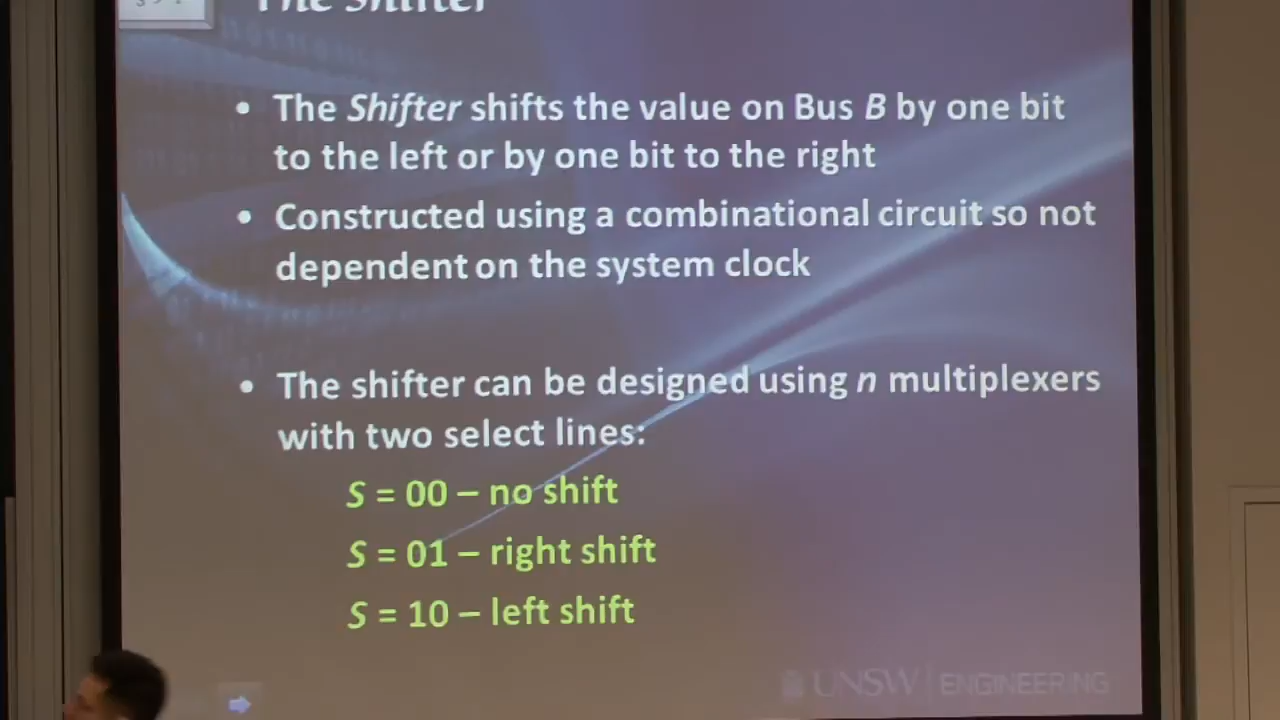 The Shifter
• The Shifter shifts the value on Bus B by one bit
to the left or by one bit to the right
• Constructed using a combinational circuit so not
dependent on the system clock
• The shifter can be designed using n multiplexers
with two select lines:
S = 00 – no shift
S = 01 – right shift
S = 10 – left shift
UNSW ENGINEERING